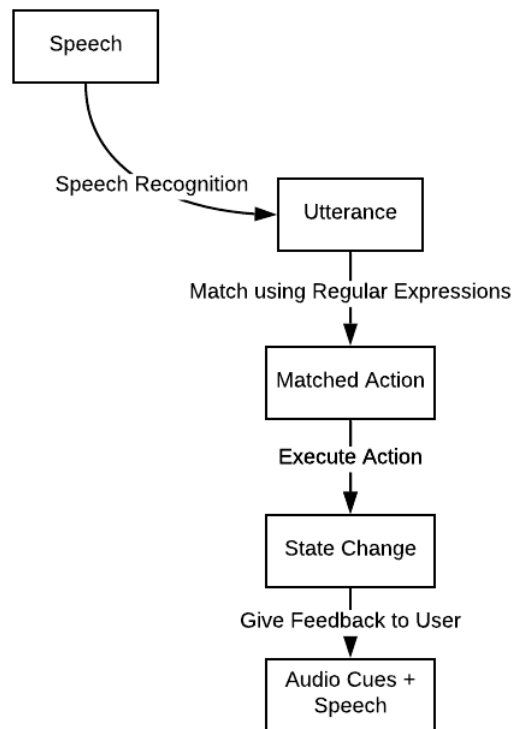 Speech
Speech Recognition
Utterance
Match using Regular Expressions
Matched Action
Execute Action
State Change
Give Feedback to User
Audio Cues +
Speech